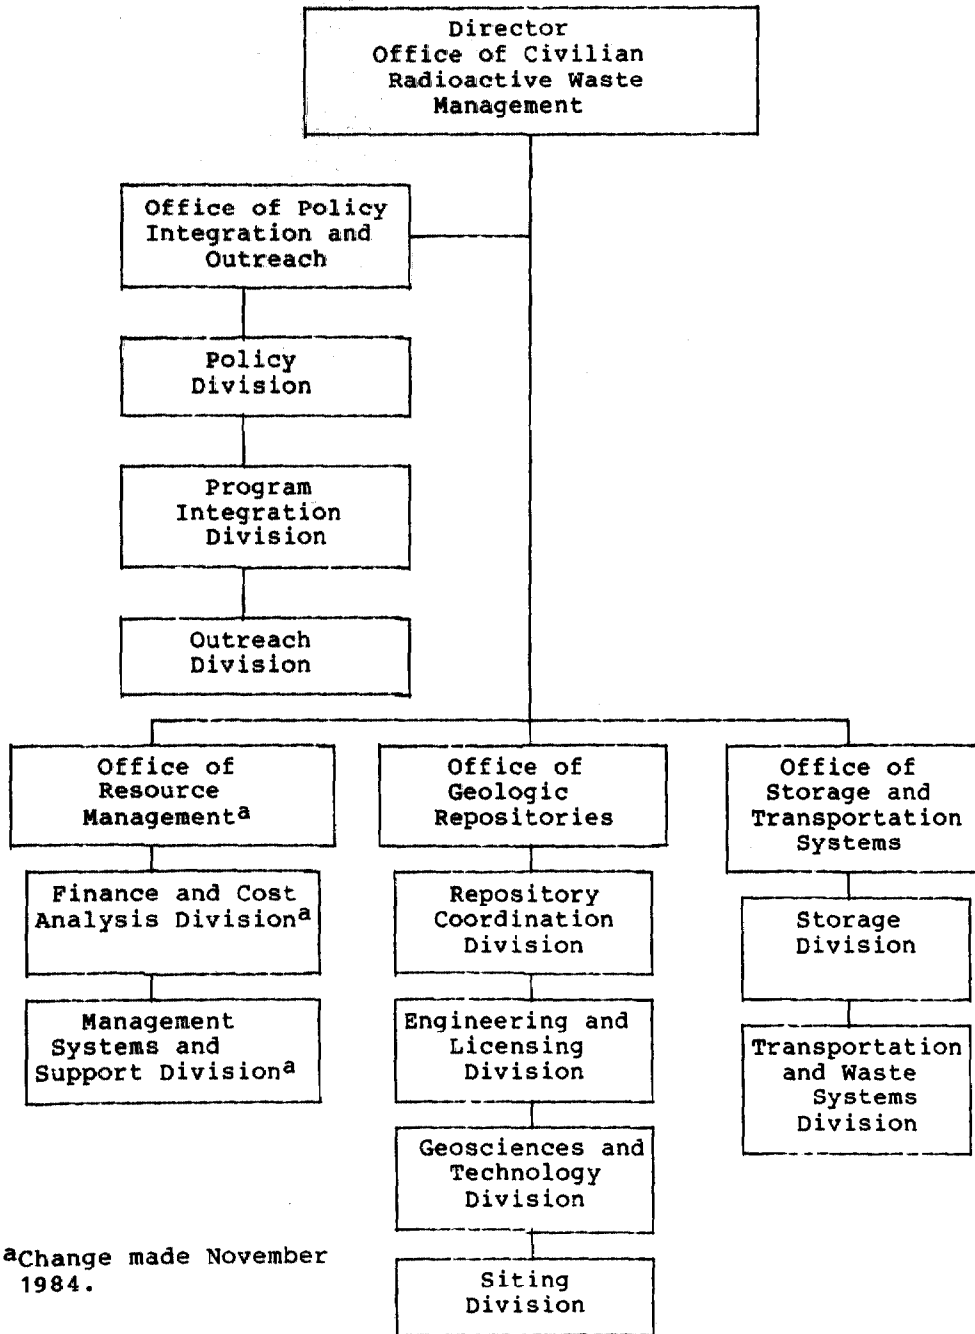 Director
Office of Civilian
Radioactive Waste
Management
Office of Policy
Integration and
Outreach
Policy
Division
Program
Integration
Division
Outreach
Division
Office of
Resource
Managementa
Finance and Cost
Analysis Divisiona
Management
Systems and
Support Divisiona
Office of
Geologic
Repositories
Repository
Coordination
Division
Engineering and
Licensing
Division
Geosciences and
Technology
Division
Siting
Division
Office of
Storage and
Transportation
Systems
Storage
Division
Transportation
and Waste
Systems
Division
aChange made November
1984.